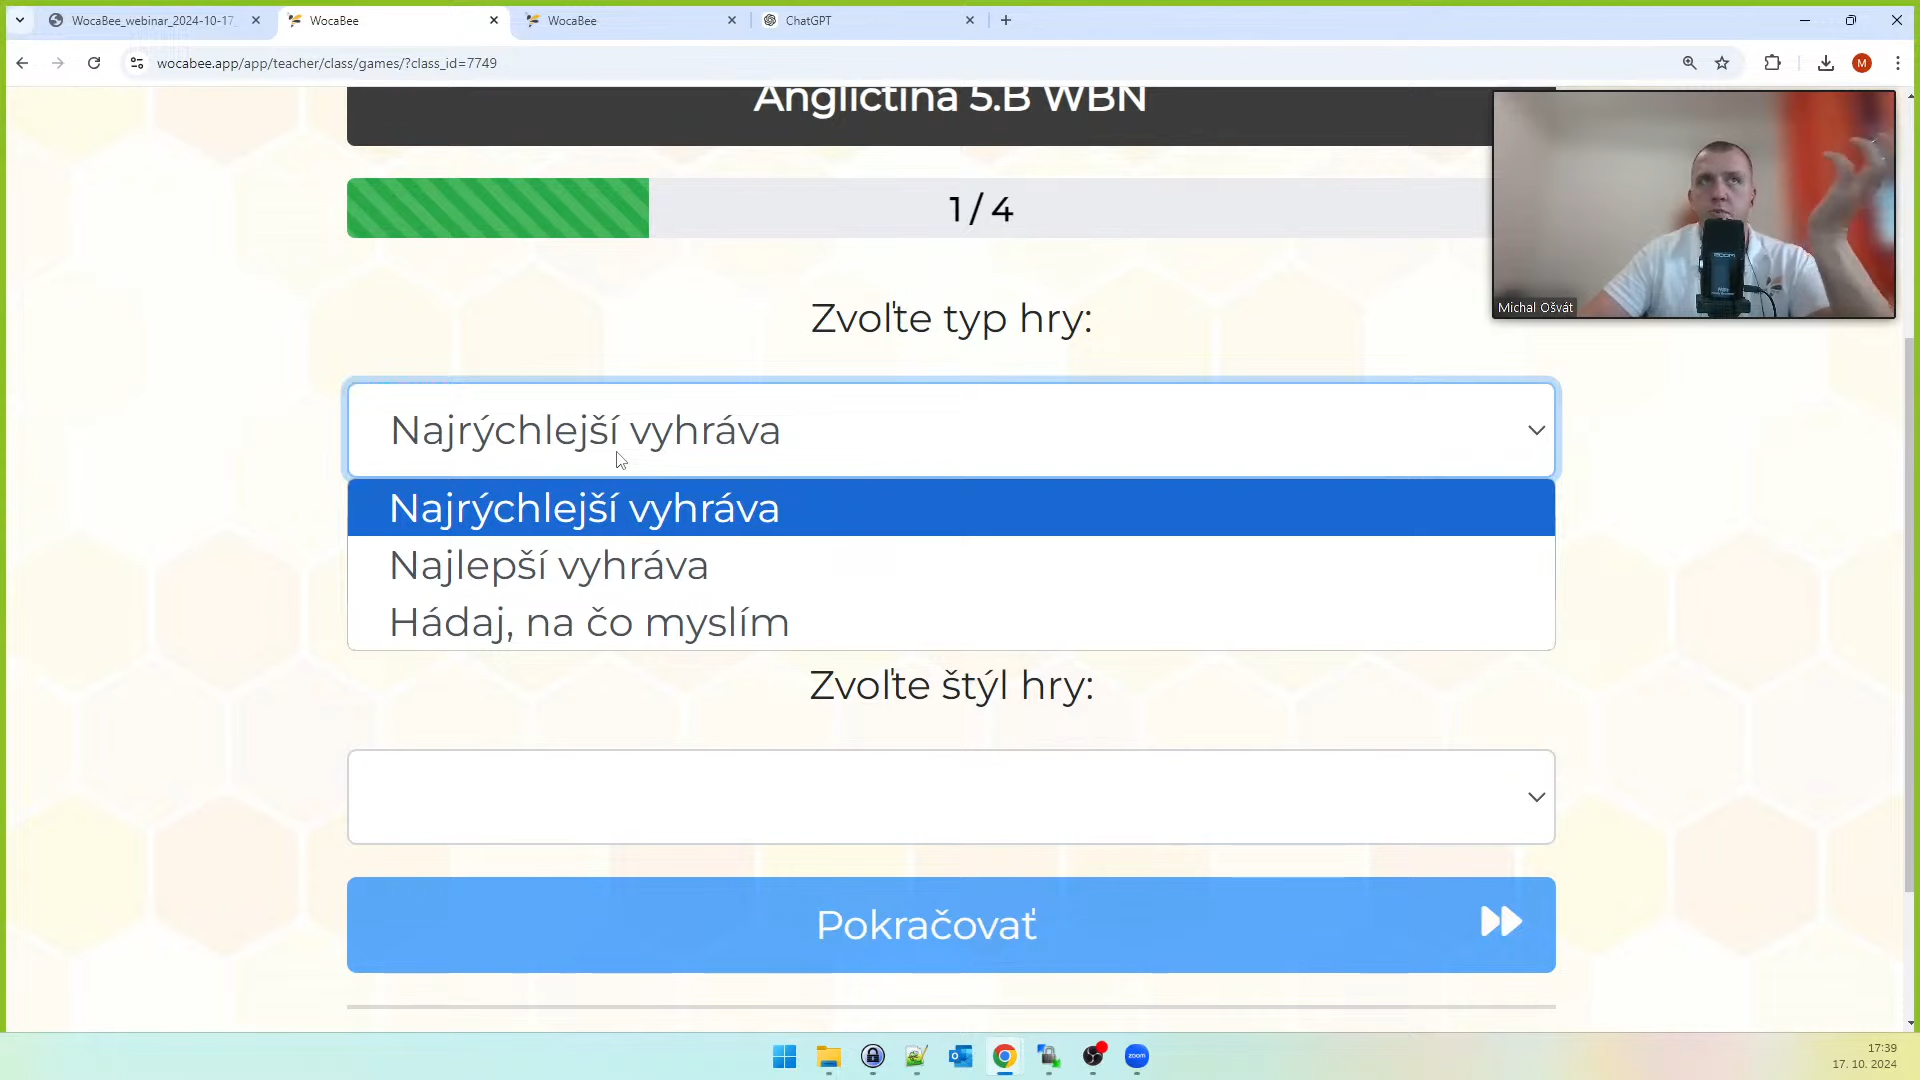 WocaBee_webinar_2024-10-17
WocaBee
WocaBee
ChatGPT
wocabee.app/app/teacher/class/games/?class_id=7749
M
Angličtina 5.B WBN
1 / 4
Zvoľte typ hry:
Michal Ošvát
Najrýchlejší vyhráva
Najrýchlejší vyhráva
Najlepší vyhráva
Hádaj, na čo myslím
Zvoľte štýl hry:
Pokračovať
zoom
17:39
17. 10. 2024